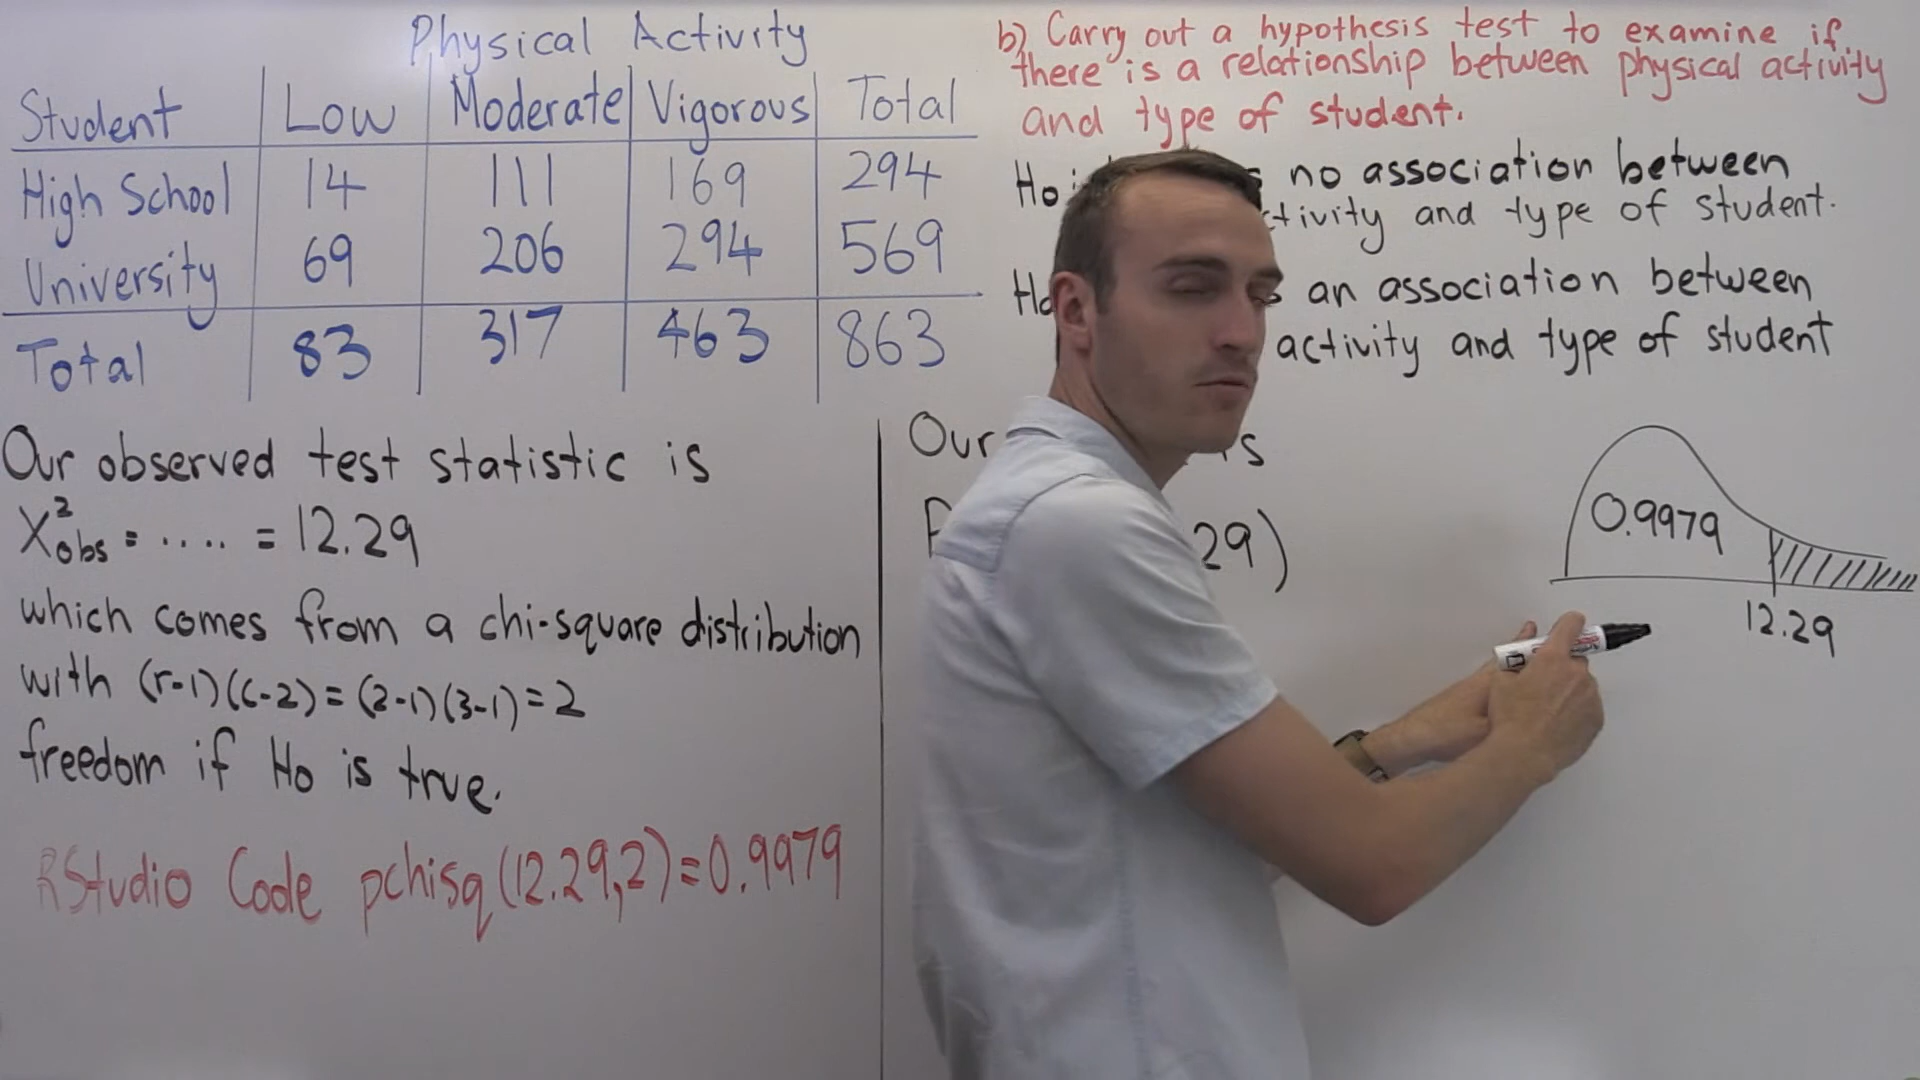 Physical Activity
Student Low Moderate Vigorous Total
High School 14 111 169 294
University 69 206 294 569
Total 83 317 463 863
Our observed test statistic is
X²obs = .... = 12.29
which comes from a chi-square distribution
with (r-1)(c-2) = (2-1)(3-1) = 2
freedom if Ho is true.
RStudio Code pchisq(12.29,2)=0.9979
b) Carry out a hypothesis test to examine if
there is a relationship between physical activity
and type of student.
Ho: no association between
and type of student.
an association between
activity and type of student
Our is
29)
0.9979
12.29